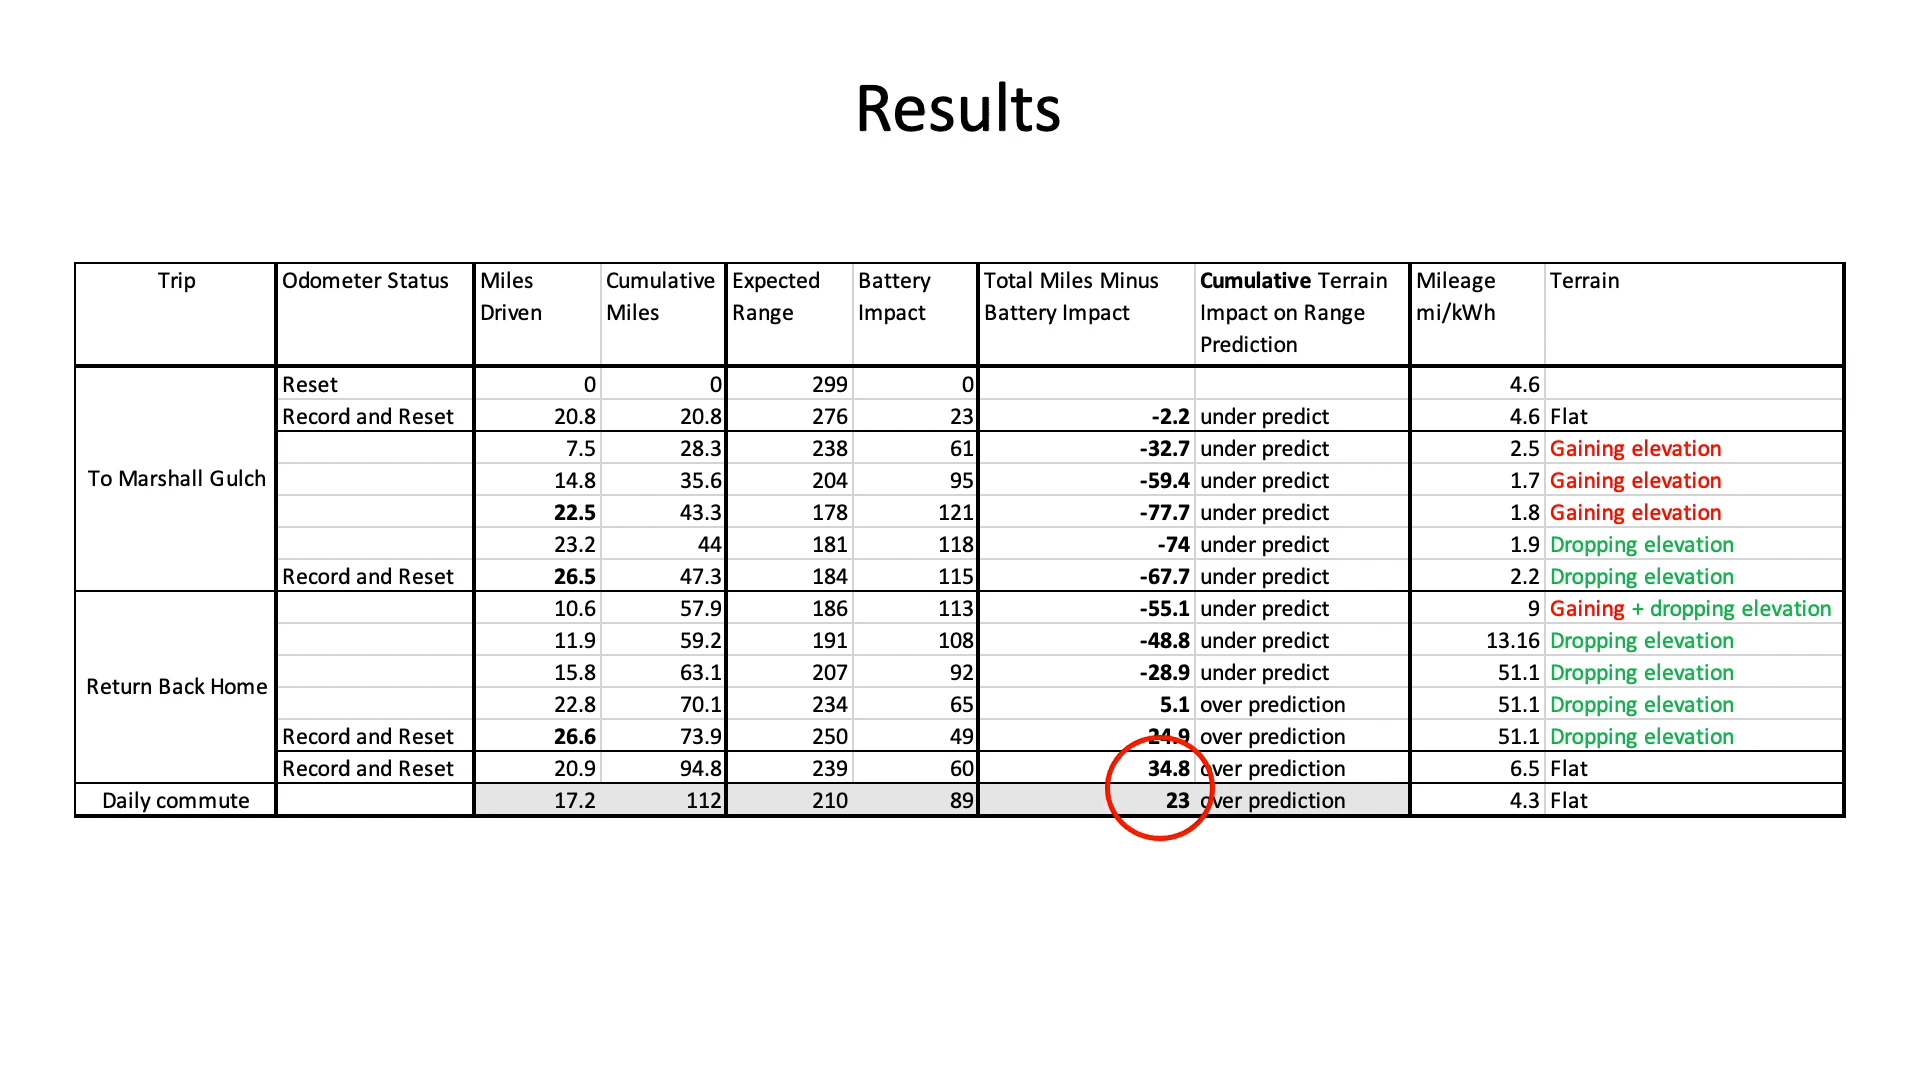 Results
Trip Odometer Status Miles Driven Cumulative Miles Expected Range Battery Impact Total Miles Minus Battery Impact Cumulative Terrain Impact on Range Prediction Mileage mi/kWh Terrain
To Marshall Gulch
Reset 0 0 299 0 4.6
Record and Reset 20.8 20.8 276 23 -2.2 under predict 4.6 Flat
7.5 28.3 238 61 -32.7 under predict 2.5 Gaining elevation
14.8 35.6 204 95 -59.4 under predict 1.7 Gaining elevation
22.5 43.3 178 121 -77.7 under predict 1.8 Gaining elevation
23.2 44 181 118 -74 under predict 1.9 Dropping elevation
Record and Reset 26.5 47.3 184 115 -67.7 under predict 2.2 Dropping elevation
Return Back Home
10.6 57.9 186 113 -55.1 under predict 9 Gaining + dropping elevation
11.9 59.2 191 108 -48.8 under predict 13.16 Dropping elevation
15.8 63.1 207 92 -28.9 under predict 51.1 Dropping elevation
22.8 70.1 234 65 5.1 over prediction 51.1 Dropping elevation
Record and Reset 26.6 73.9 250 49 24.9 over prediction 51.1 Dropping elevation
Record and Reset 20.9 94.8 239 60 34.8 over prediction 6.5 Flat
Daily commute 17.2 112 210 89 23 over prediction 4.3 Flat